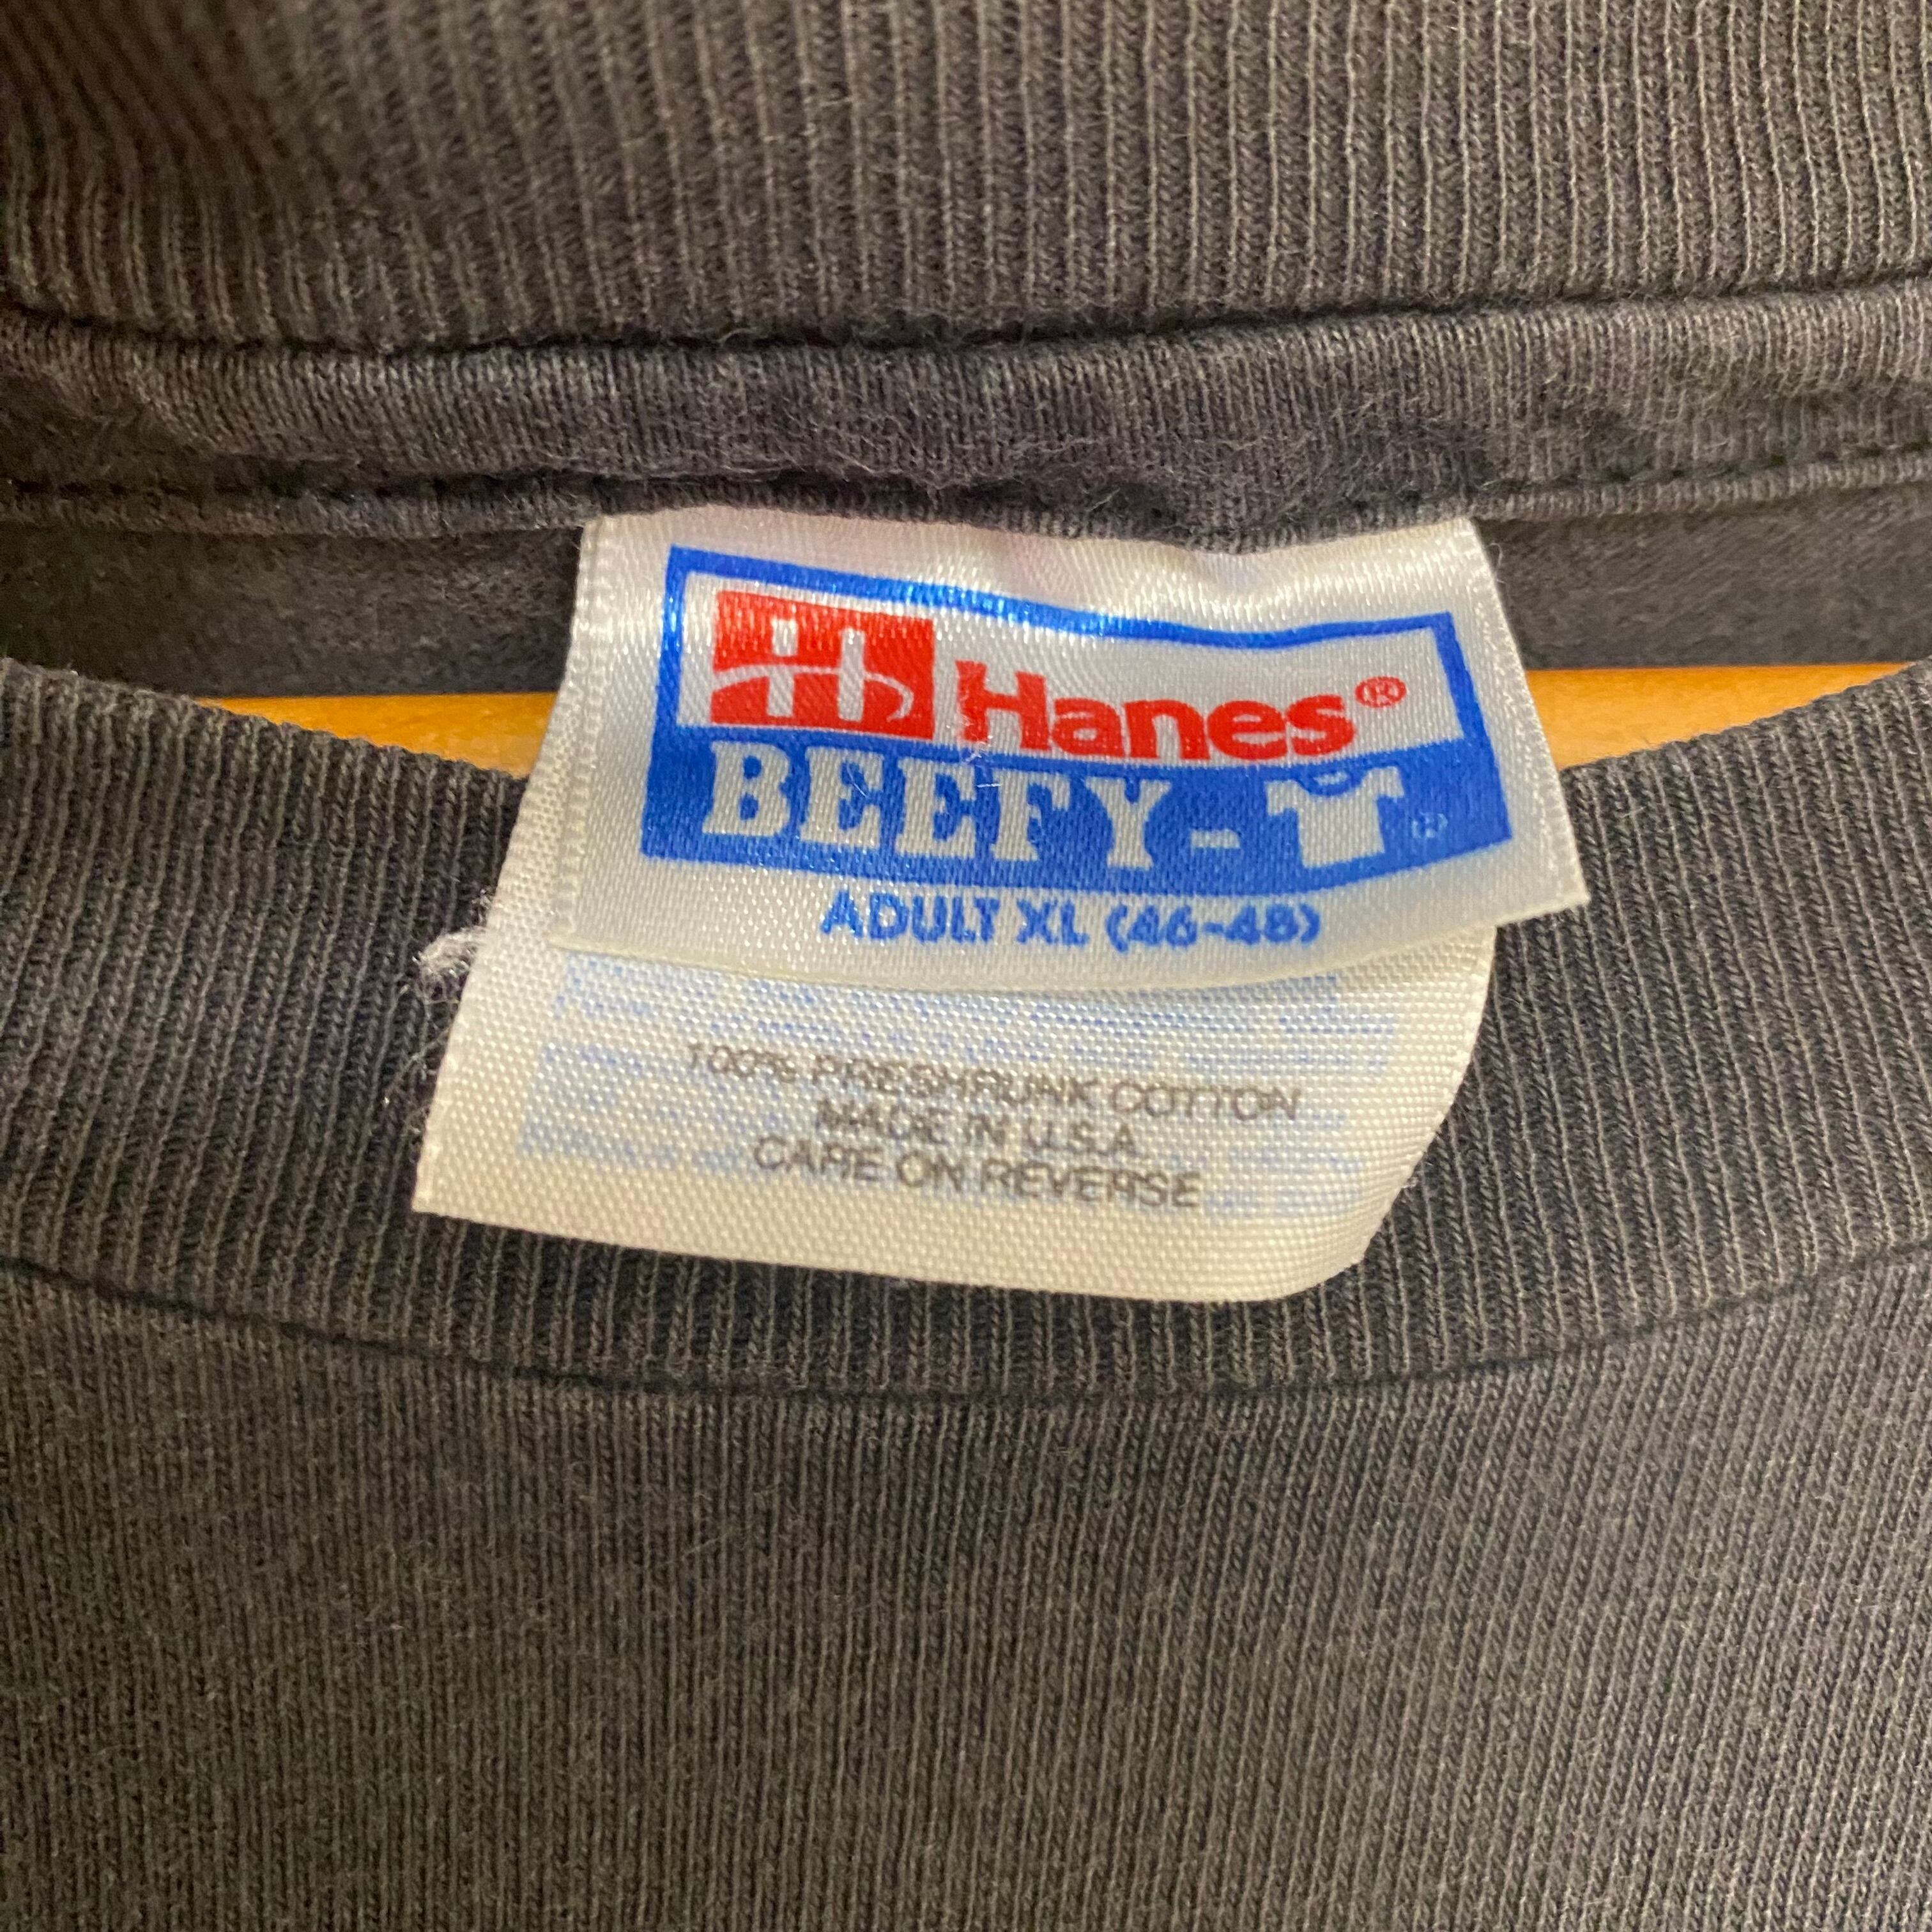 Hanes®
BEEFY-T
ADULT XL (46-48)
100% PRESHRUNK COTTON
MADE IN U.S.A.
CARE ON REVERSE